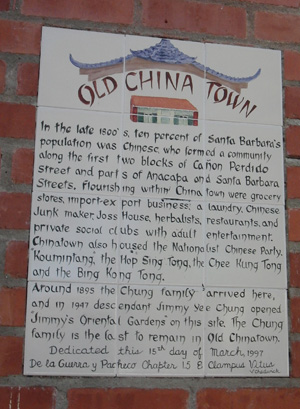 OLD CHINA TOWN
In the late 1800's, ten percent of Santa Barbara's
population was Chinese who formed a community
along the first two blocks of Cañon Perdido
Street and parts of Anacapa and Santa Barbara
Streets. Flourishing within China town were grocery
stores, import-export business, a laundry, Chinese
Junk maker, Joss House, herbalists, restaurants, and
private social clubs with adult entertainment.
Chinatown also housed the Nationalist Chinese Party,
"Koumintang," the Hop Sing Tong, the Chee Kung Tong
and the Bing Kong Tong.
Around 1895 the Chung family arrived here,
and in 1947 descendant Jimmy Yee Chung opened
"Jimmy's Oriental Gardens" on this site. The Chung
family is the last to remain in Old Chinatown.
Dedicated this 15th day of March, 1997
De la Guerra y Pacheco Chapter 1.5 E Clampus Vitus